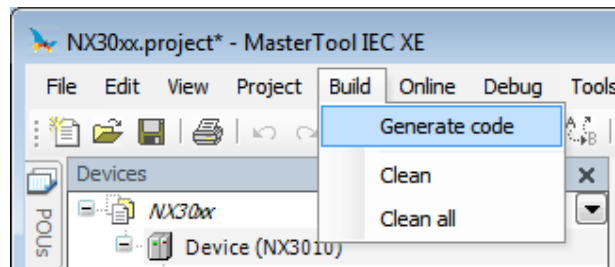 NX30xx.project* - MasterTool IEC XE
File Edit View Project Build Online Debug Tools
Generate code
Devices
Clean
NX30xx
Clean all
Device (NX3010)
POUs